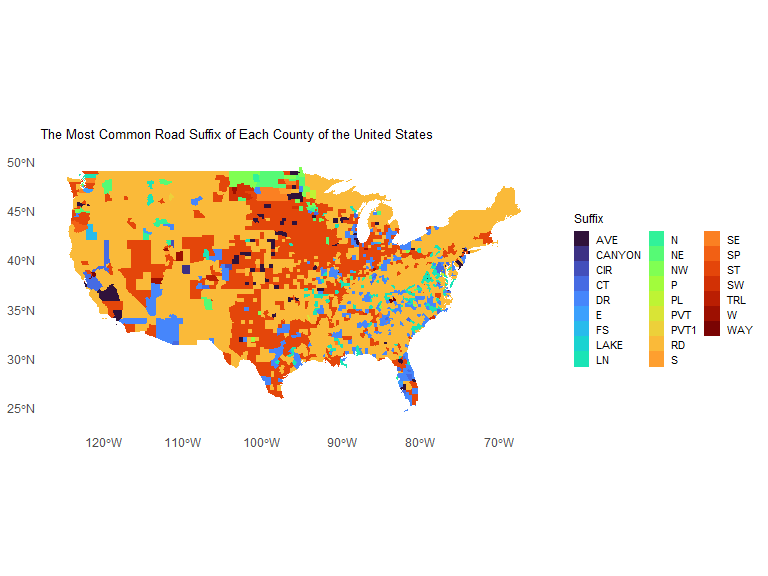 The Most Common Road Suffix of Each County of the United States
50°N
45°N
40°N
35°N
30°N
25°N
120°W
110°W
100°W
90°W
80°W
70°W
Suffix
AVE
CANYON
CIR
CT
DR
E
FS
LAKE
LN
N
NE
NW
P
PL
PVT
PVT1
RD
S
SE
SP
ST
SW
TRL
W
WAY